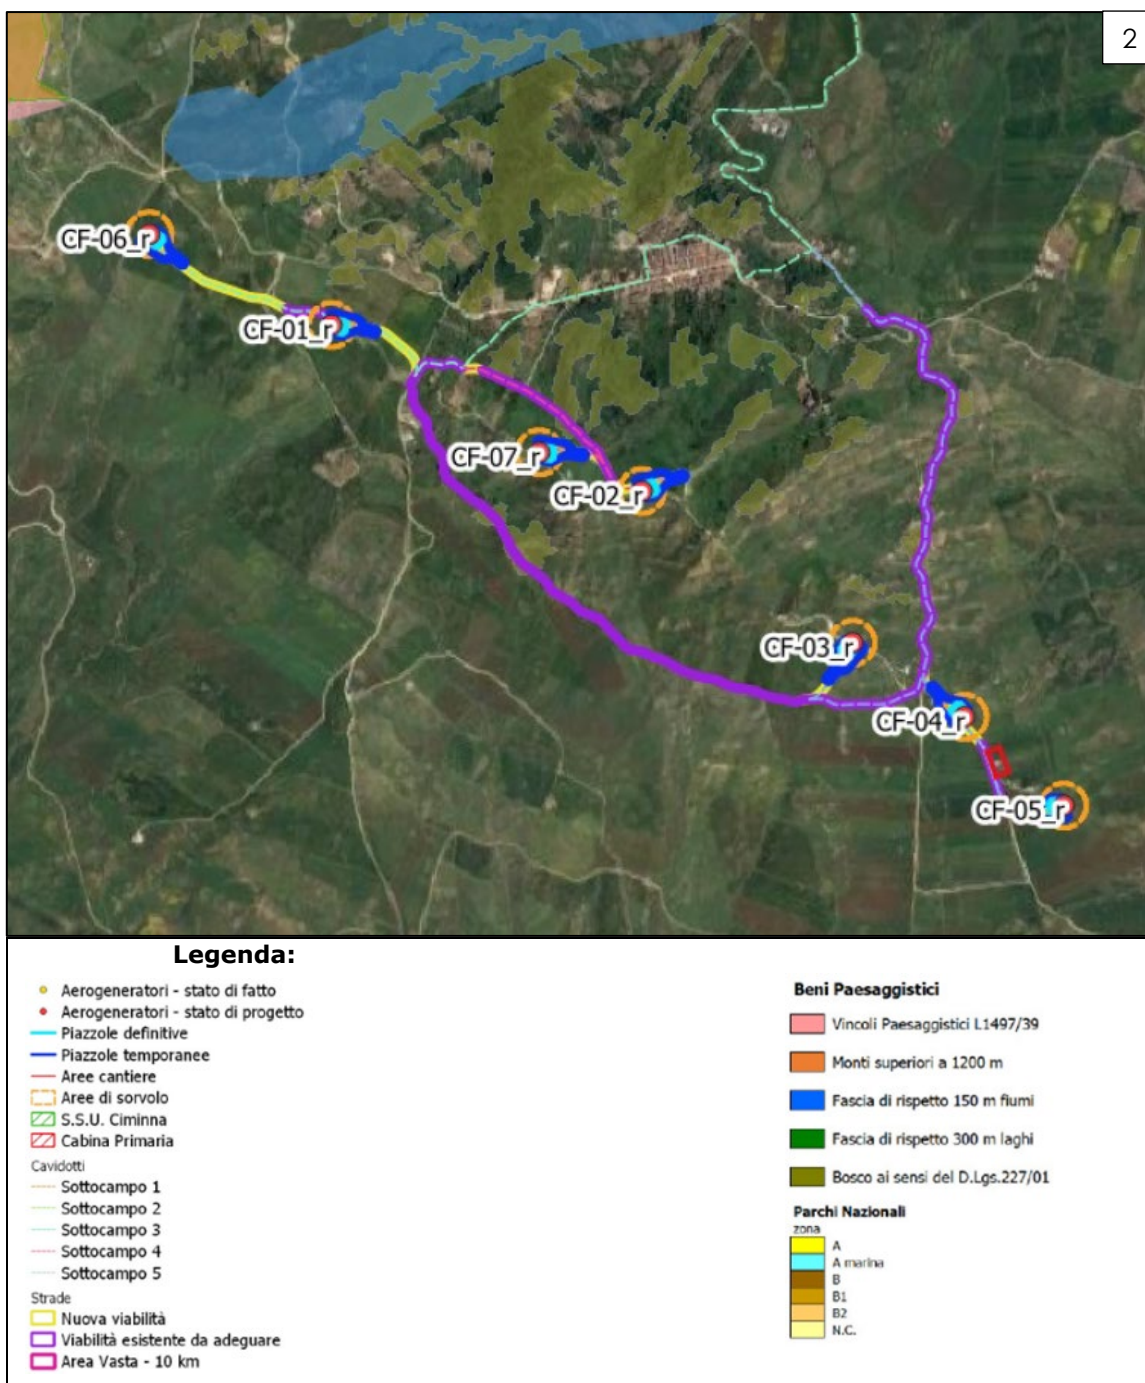 2
CF-06_r
CF-01_r
CF-07_r
CF-02_r
CF-03_r
CF-04_r
CF-05_r
Legenda:
Aerogeneratori - stato di fatto
Aerogeneratori - stato di progetto
Piazzole definitive
Piazzole temporanee
Aree cantiere
Aree di sorvolo
S.S.U. Ciminna
Cabina Primaria
Cavidotti
Sottocampo 1
Sottocampo 2
Sottocampo 3
Sottocampo 4
Sottocampo 5
Strade
Nuova viabilità
Viabilità esistente da adeguare
Area Vasta - 10 km
Beni Paesaggistici
Vincoli Paesaggistici L1497/39
Monti superiori a 1200 m
Fascia di rispetto 150 m fiumi
Fascia di rispetto 300 m laghi
Bosco ai sensi del D.Lgs.227/01
Parchi Nazionali
zona
A
A marina
B
B1
B2
N.C.